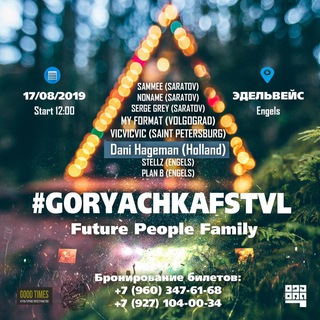 17/08/2019
Start 12:00
ЭДЕЛЬВЕЙС
Engels
SAMMEE (SARATOV)
NONAME (SARATOV)
SERGE GREY (SARATOV)
MY FORMAT (VOLGOGRAD)
VICVICVIC (SAINT PETERSBURG)
Dani Hageman (Holland)
STELLZ (ENGELS)
PLAN B (ENGELS)
#GORYACHKAFSTVL
Future People Family
Бронирование билетов:
+7 (960) 347-61-68
+7 (927) 104-00-34
GOOD TIMES